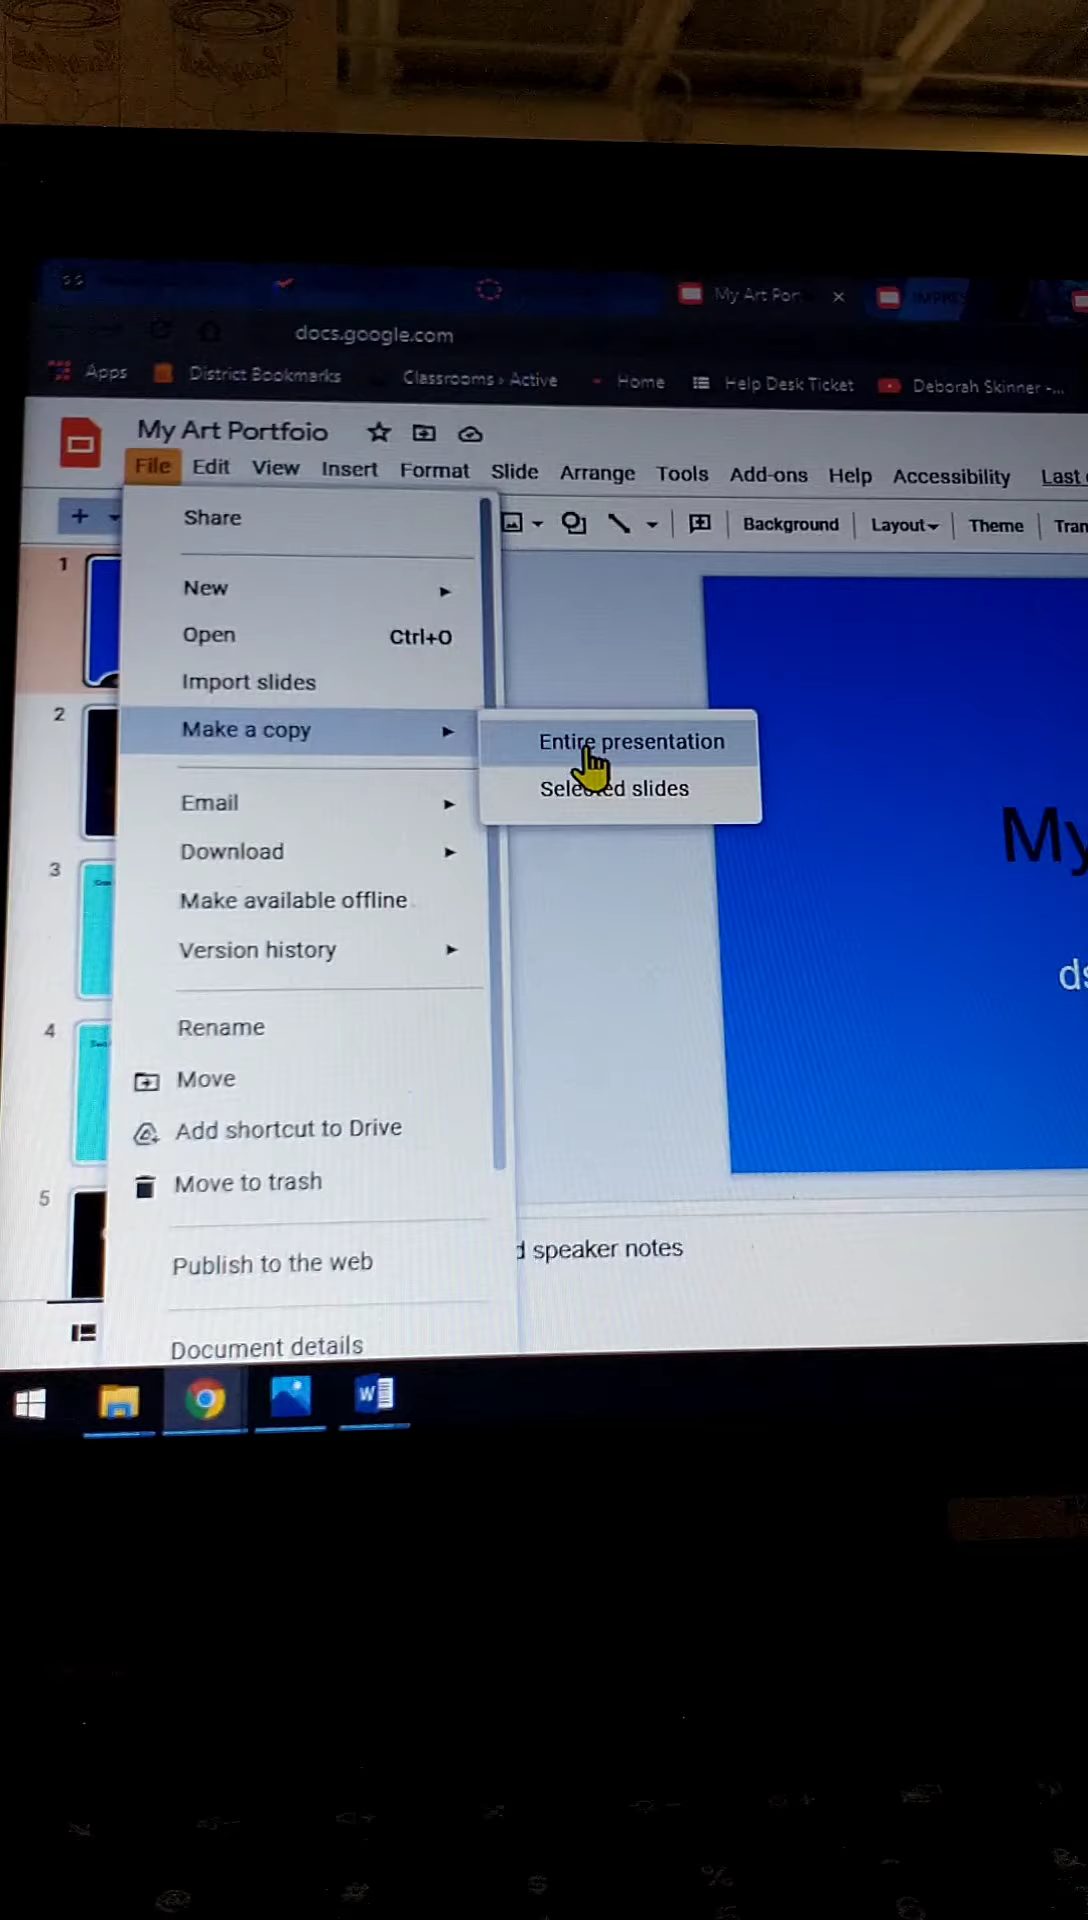 My Art Por
IMPRES
docs.google.com
Apps
District Bookmarks
Classrooms › Active
Home
Help Desk Ticket
Deborah Skinner -...
My Art Portfoio
File
Edit
View
Insert
Format
Slide
Arrange
Tools
Add-ons
Help
Accessibility
Last
Share
Background
Layout
Theme
Tran
1
New
Open
Ctrl+O
Import slides
2
Make a copy
Entire presentation
Selected slides
Email
My
Download
3
Make available offline
Version history
ds
4
Rename
Move
Add shortcut to Drive
Move to trash
5
Publish to the web
d speaker notes
Document details
W